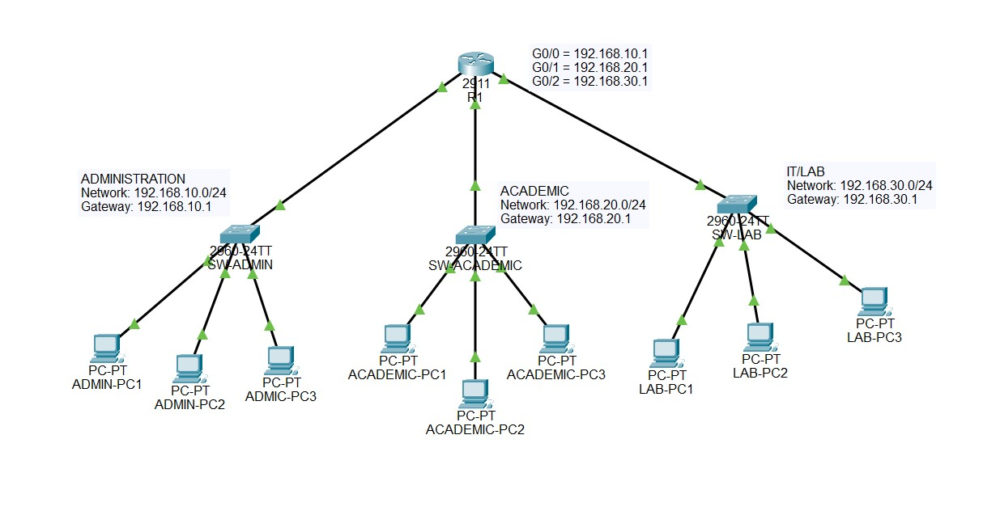 G0/0 = 192.168.10.1
G0/1 = 192.168.20.1
G0/2 = 192.168.30.1
2911
R1
ADMINISTRATION
Network: 192.168.10.0/24
Gateway: 192.168.10.1
ACADEMIC
Network: 192.168.20.0/24
Gateway: 192.168.20.1
IT/LAB
Network: 192.168.30.0/24
Gateway: 192.168.30.1
2960-24TT
SW-ADMIN
2960-24TT
SW-ACADEMIC
2960-24TT
SW-LAB
PC-PT
ADMIN-PC1
PC-PT
ADMIN-PC2
PC-PT
ADMIC-PC3
PC-PT
ACADEMIC-PC1
PC-PT
ACADEMIC-PC2
PC-PT
ACADEMIC-PC3
PC-PT
LAB-PC1
PC-PT
LAB-PC2
PC-PT
LAB-PC3